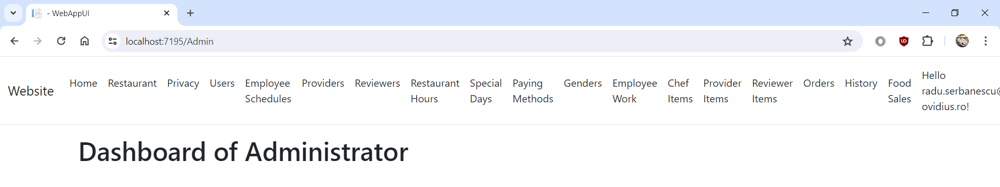 - WebAppUI
localhost:7195/Admin
Website
Home
Restaurant
Privacy
Users
Employee
Schedules
Providers
Reviewers
Restaurant
Hours
Special
Days
Paying
Methods
Genders
Employee
Work
Chef
Items
Provider
Items
Reviewer
Items
Orders
History
Food
Sales
Hello
radu.serbanescu@
ovidius.ro!
Dashboard of Administrator